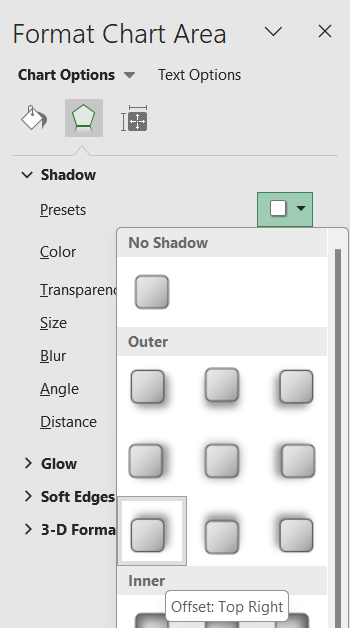 Format Chart Area
Chart Options Text Options
Shadow
Presets
Color
No Shadow
Transparenc
Size
Outer
Blur
Angle
Distance
Glow
Soft Edges
3-D Forma
Inner
Offset: Top Right